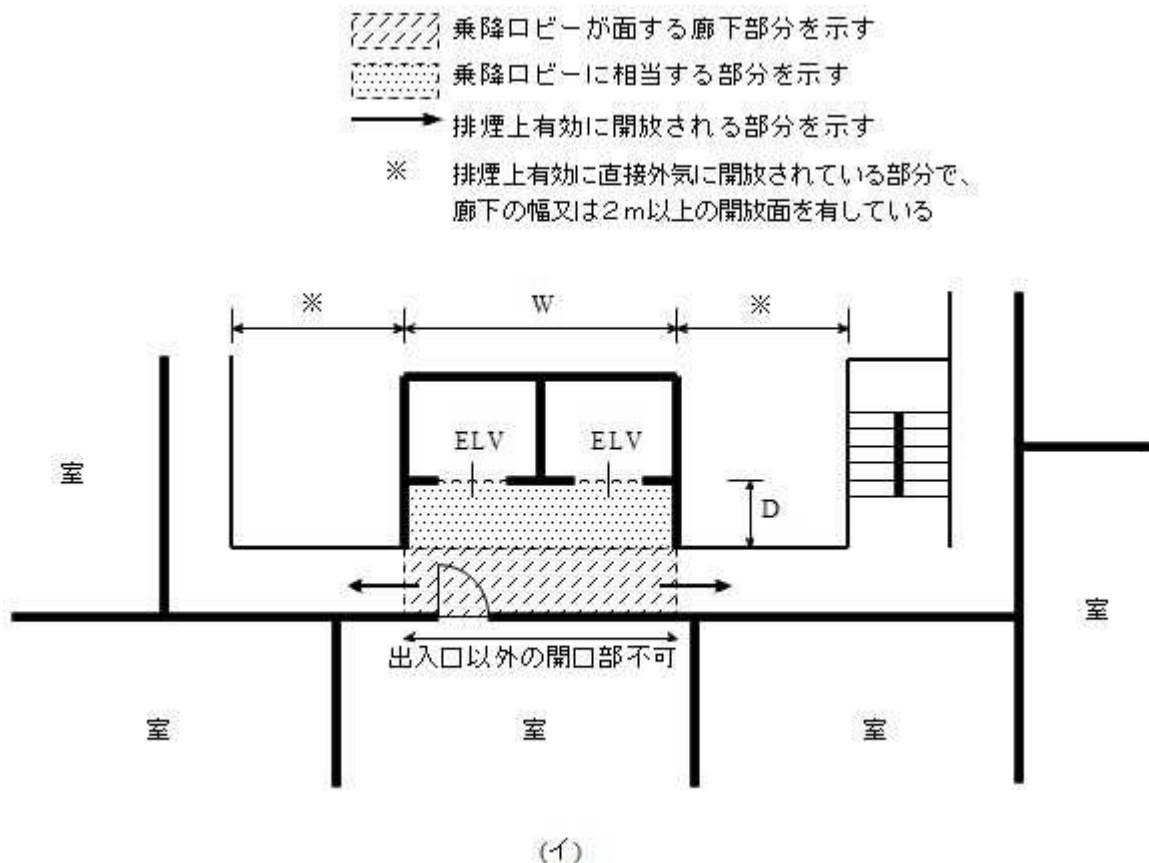 乗降ロビーが面する廊下部分を示す
乗降ロビーに相当する部分を示す
排煙上有効に開放される部分を示す
※ 排煙上有効に直接外気に開放されている部分で、
廊下の幅又は2m以上の開放面を有している
※ W ※
ELV ELV
室
D
室
出入口以外の開口部不可
室 室 室
(イ)